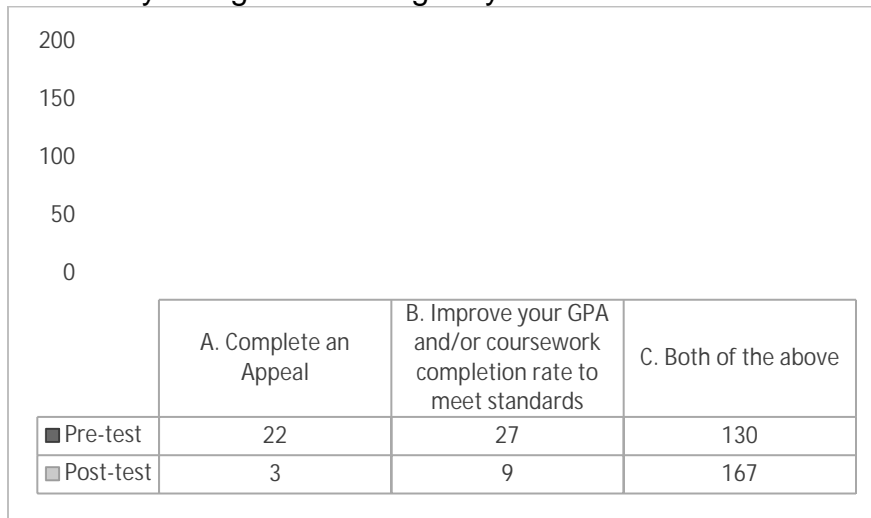 200
150
100
50
0
A. Complete an
Appeal
B. Improve your GPA
and/or coursework
completion rate to
meet standards
C. Both of the above
Pre-test 22 27 130
Post-test 3 9 167